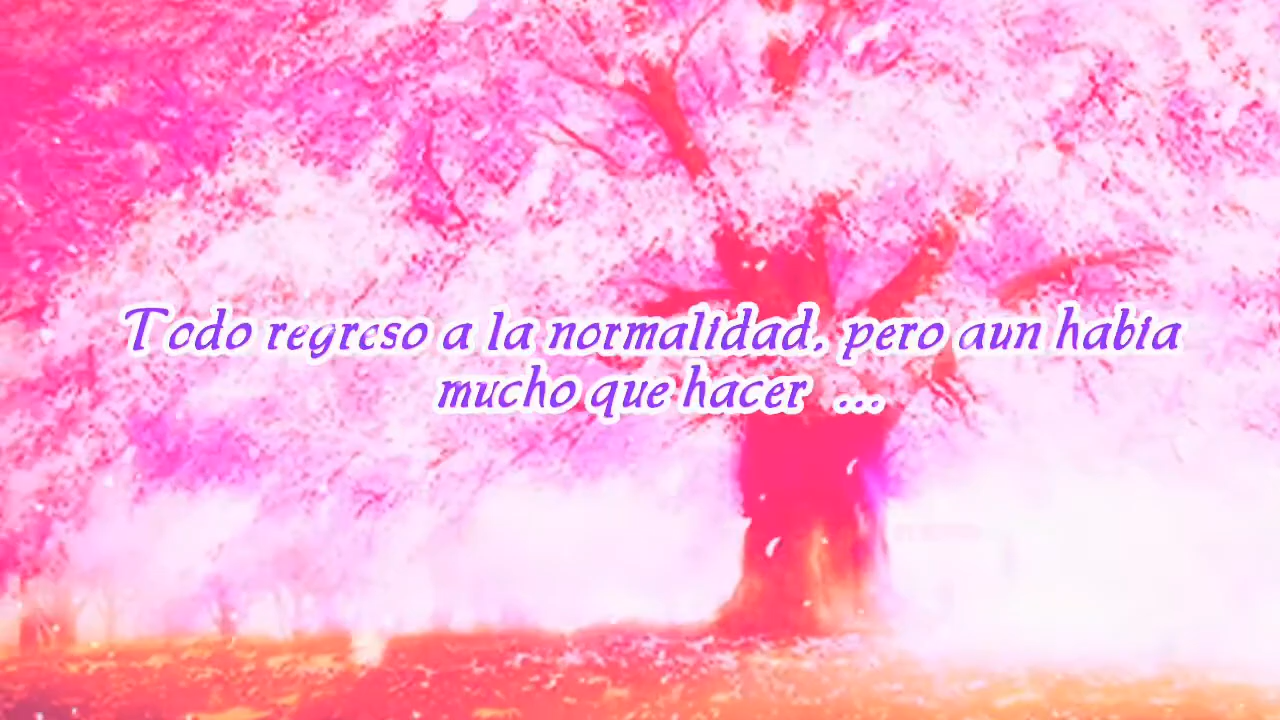 Todo regreso a la normalidad, pero aun habia
mucho que hacer ...